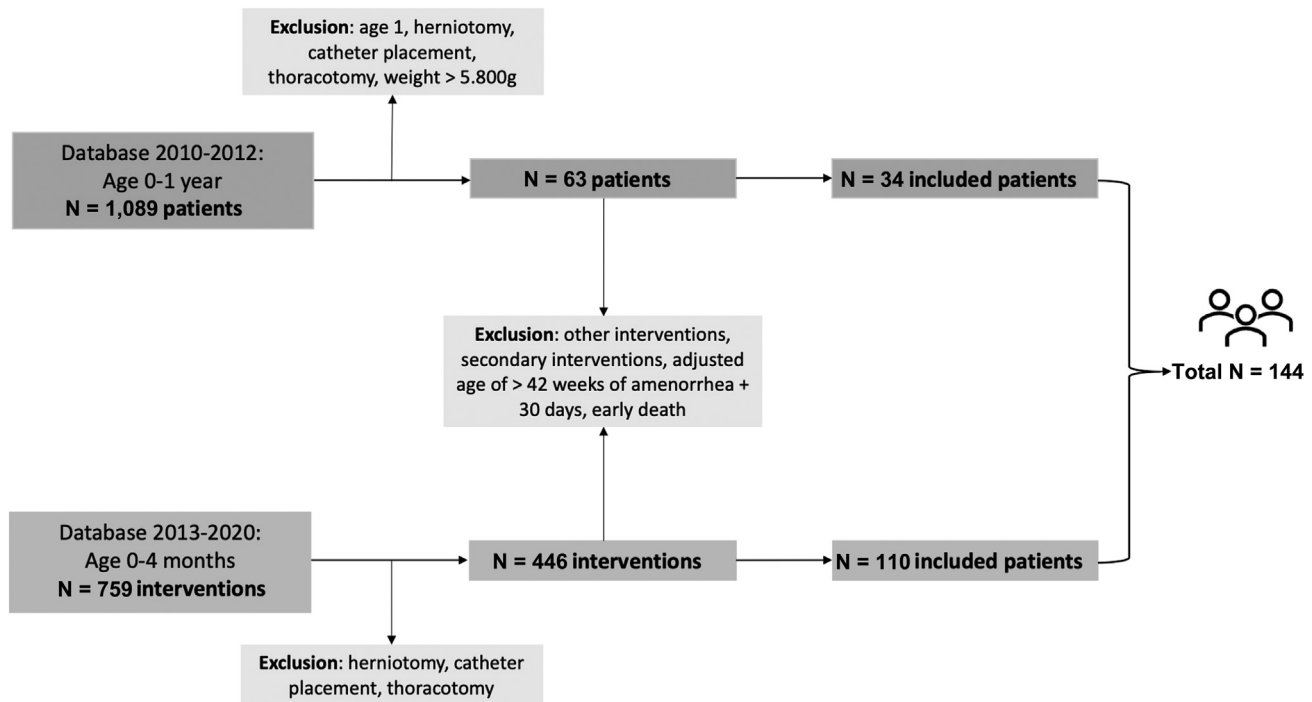 Exclusion: age 1, herniotomy,
catheter placement,
thoracotomy, weight > 5.800g
Database 2010-2012:
Age 0-1 year
N = 1,089 patients
N = 63 patients
N = 34 included patients
Exclusion: other interventions,
secondary interventions, adjusted
age of > 42 weeks of amenorrhea +
30 days, early death
Total N = 144
Database 2013-2020:
Age 0-4 months
N = 759 interventions
N = 446 interventions
N = 110 included patients
Exclusion: herniotomy, catheter
placement, thoracotomy